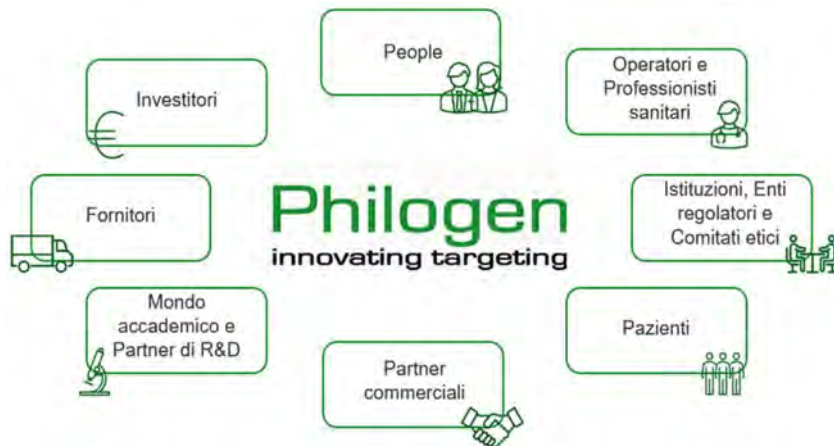 People
Operatori e
Professionisti
sanitari
Istituzioni, Enti
regolatori e
Comitati etici
Pazienti
Partner
commerciali
Mondo
accademico e
Partner di R&D
Fornitori
Investitori
Philogen
innovating targeting